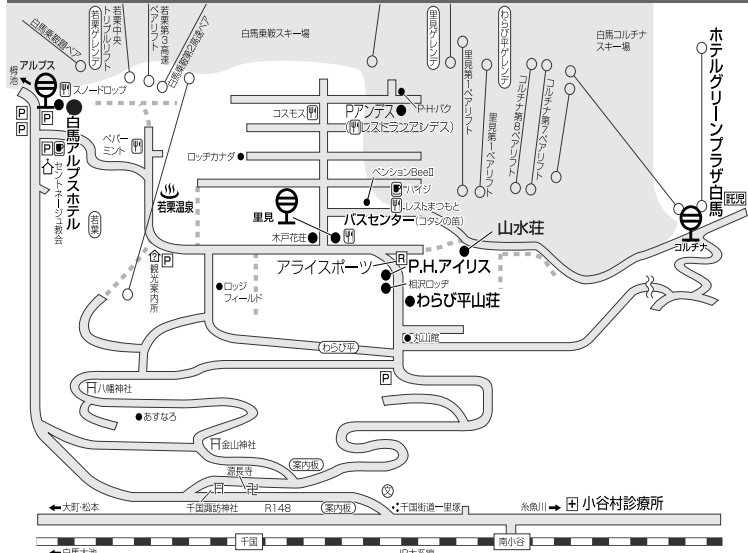 白馬乗鞍スキー場
白馬コルチナ
スキー場
若栗ゲレンデ
若栗中央
トリプルリフト
若栗第3高速
ペアリフト
白馬乗鞍第2高速ペア
白馬乗鞍第ペア
里見ゲレンデ
わらび平ゲレンデ
里見第1ペアリフト
里見第1ペアリフト
コルチナ第8ペアリフト
コルチナ第7ペアリフト
ホテルグリーンプラザ白馬
託児
コルチナ
栂池
アルプス
スノードロップ
P
P
P
P
白馬アルプスホテル
セントネージュ教会
若葉
ペパー
ミント
若栗温泉
コスモス
Pアンデス
(レストランアンデス)
P・H・パウ
ロッヂカナダ
ペンションBeeII
ハイジ
レストまつもと
里見
バスセンター(コタンの笛)
木戸花荘
山水荘
アライスポーツ
R
P.H.アイリス
相沢ロッヂ
わらび平山荘
観光案内所
P
ロッジ
フィールド
丸山館
わらび平
P
八幡神社
あすなろ
金山神社
源長寺
案内板
千国諏訪神社
R148
案内板
文
大町・松本
千国街道一里塚
糸魚川
小谷村診療所
千国
南小谷
白馬大池
JR大糸線